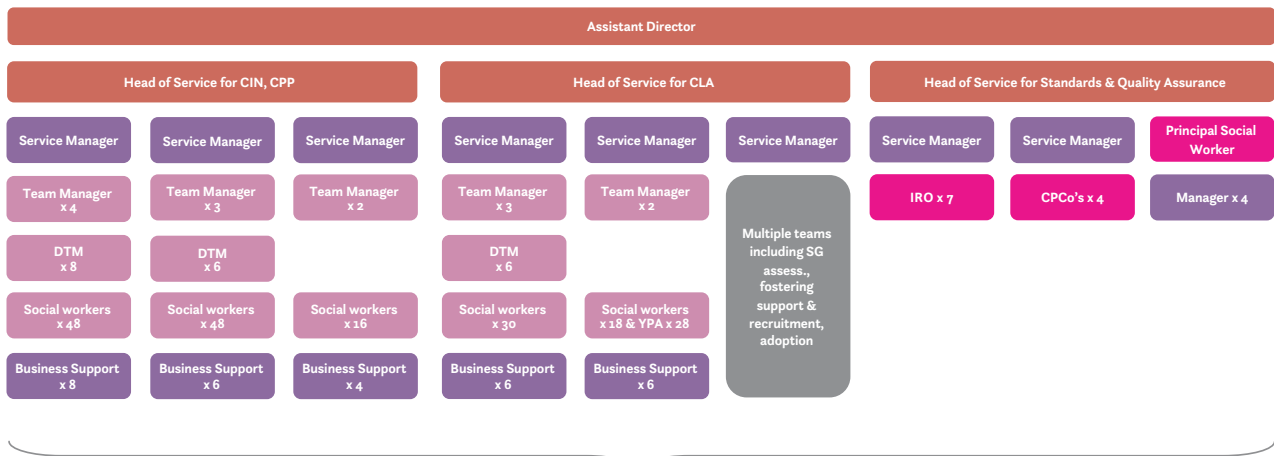 Assistant Director
Head of Service for CIN, CPP
Head of Service for CLA
Head of Service for Standards & Quality Assurance
Service Manager
Service Manager
Service Manager
Service Manager
Service Manager
Service Manager
Service Manager
Service Manager
Principal Social
Worker
Team Manager
x 4
Team Manager
x 3
Team Manager
x 2
Team Manager
x 3
Team Manager
x 2
Multiple teams
including SG
assess.,
fostering
support &
recruitment,
adoption
IRO x 7
CPCo's x 4
Manager x 4
DTM
x 8
DTM
x 6
DTM
x 6
Social workers
x 48
Social workers
x 48
Social workers
x 16
Social workers
x 30
Social workers
x 18 & YPA x 28
Business Support
x 8
Business Support
x 6
Business Support
x 4
Business Support
x 6
Business Support
x 6